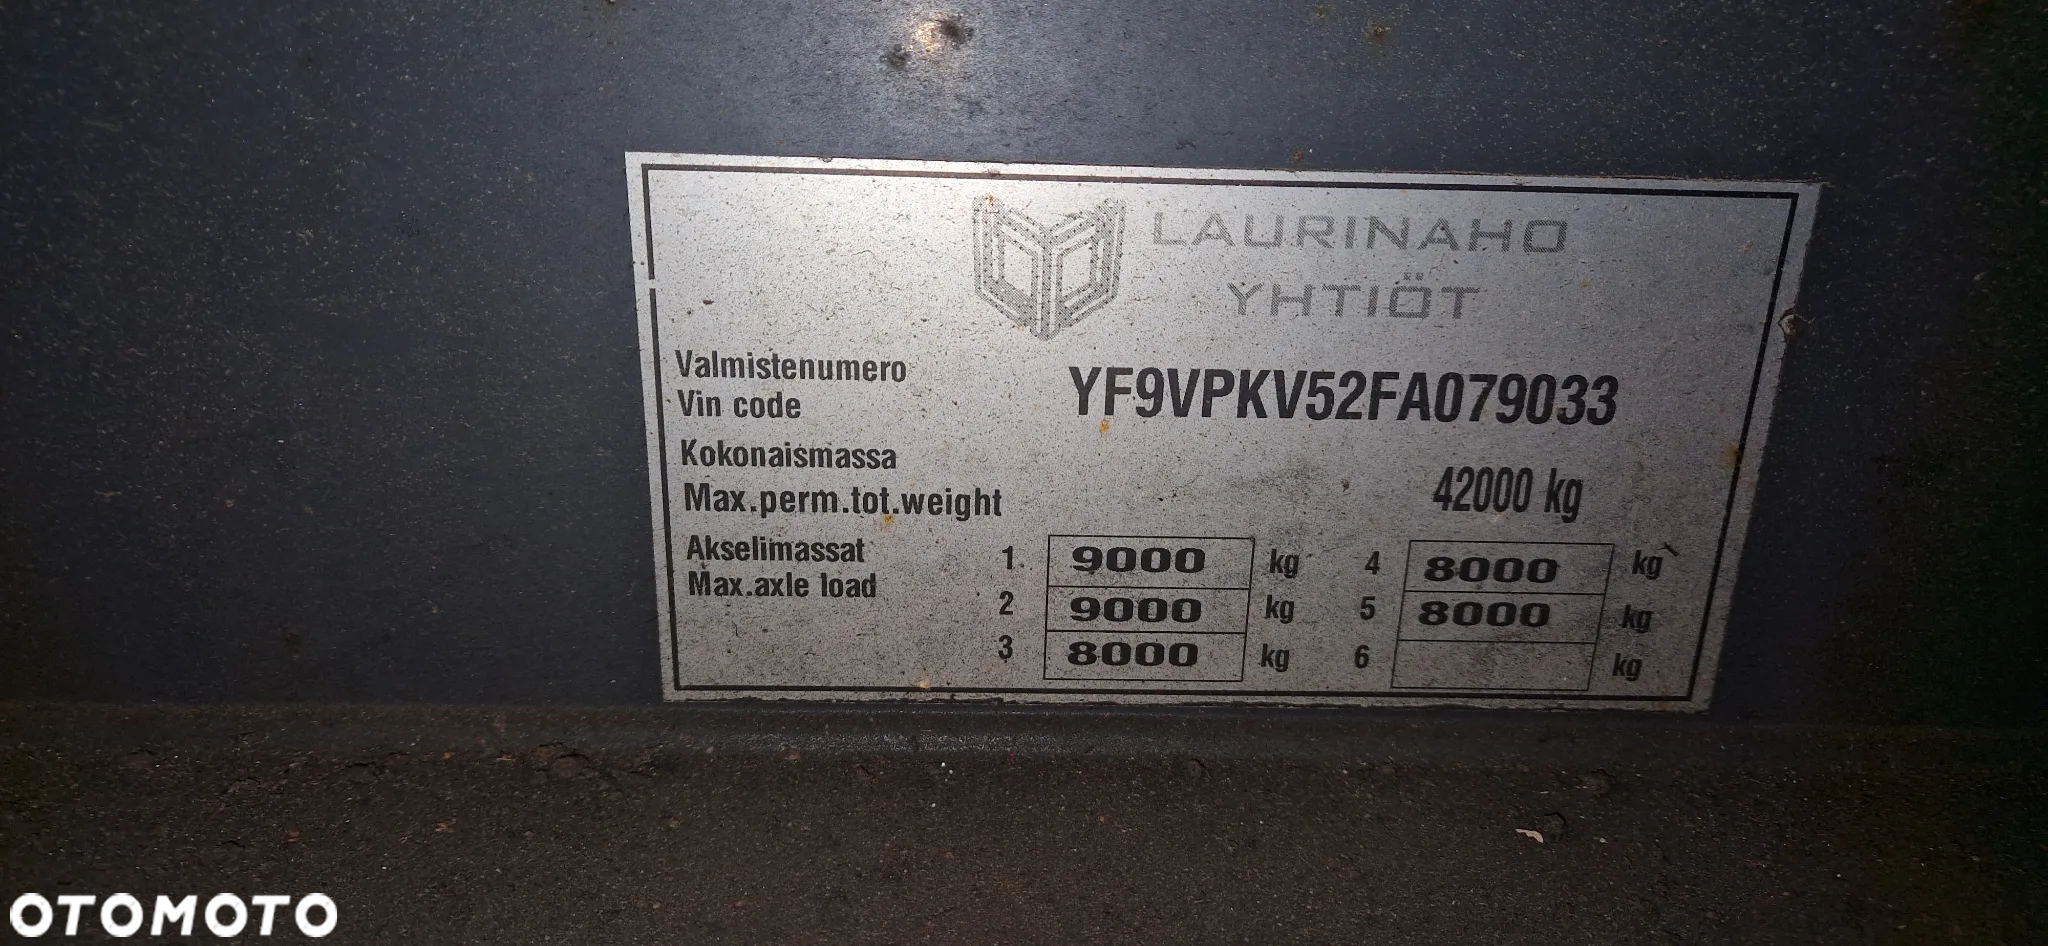 LAURINAHO
YHTIÖT
Valmistenumero
Vin code
YF9VPKV52FA079033
Kokonaismassa
Max.perm.tot.weight
42000 kg
Akselimassat
Max.axle load
1 9000 kg 4 8000 kg
2 9000 kg 5 8000 kg
3 8000 kg 6 kg
OTOMOTO